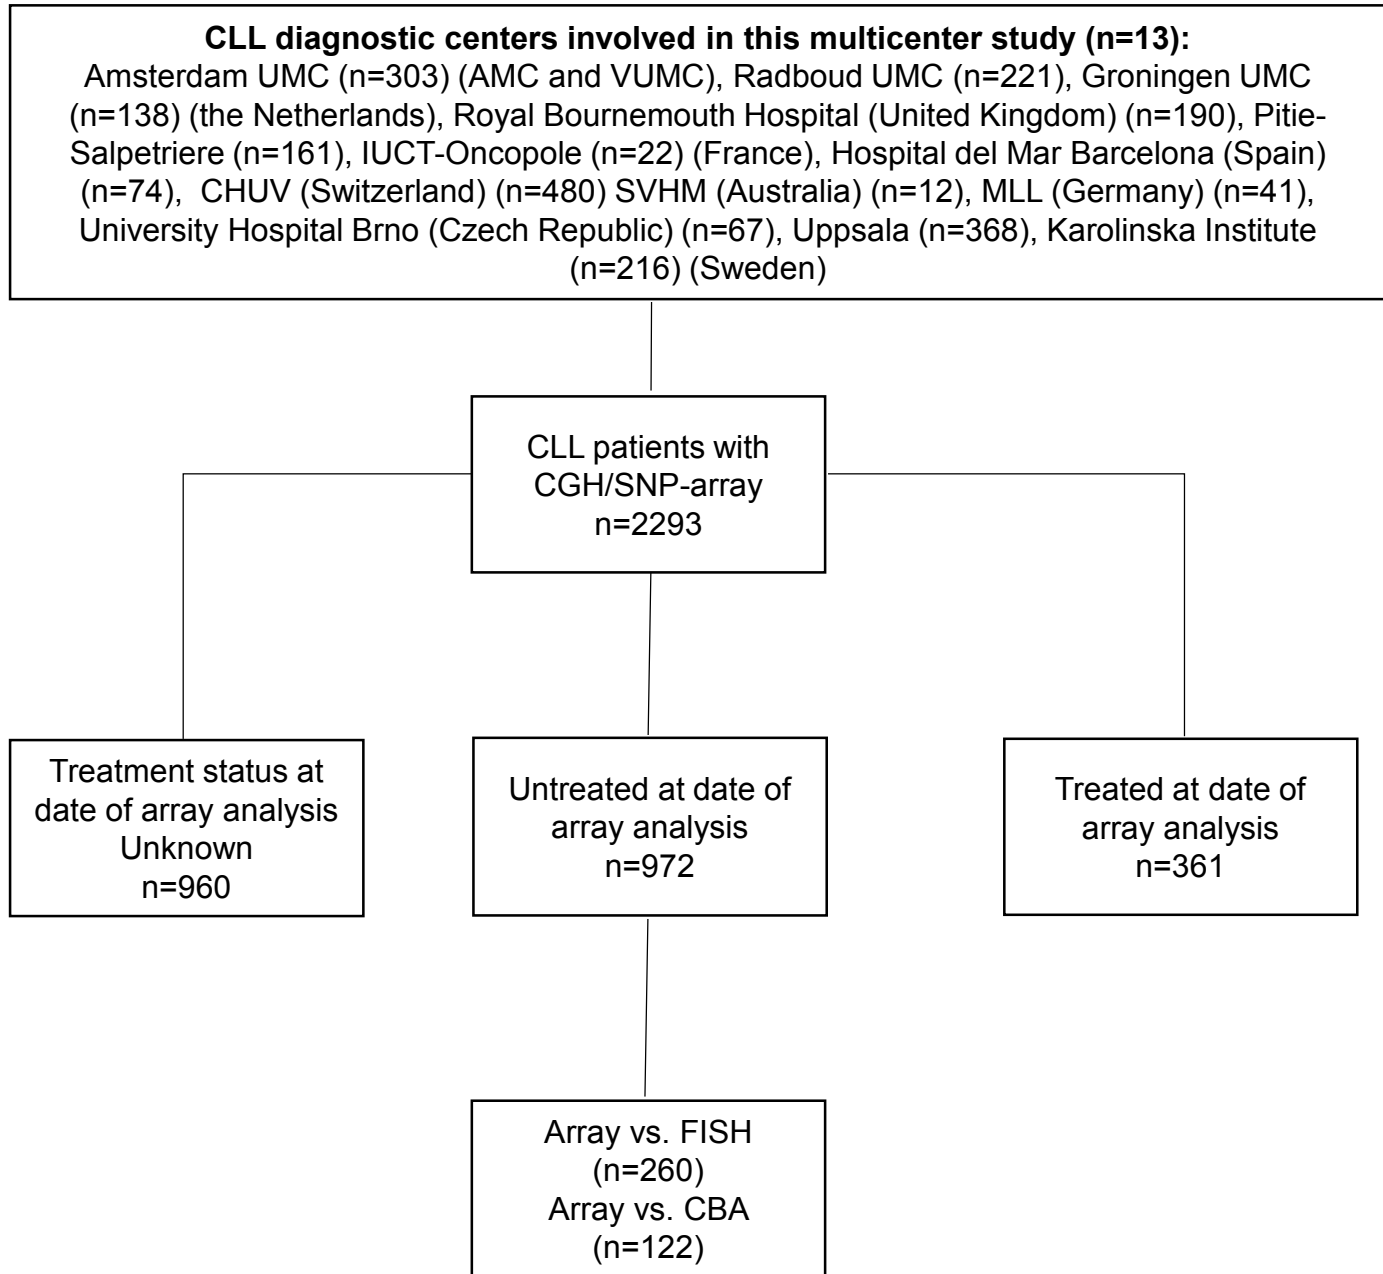 CLL diagnostic centers involved in this multicenter study (n=13):
Amsterdam UMC (n=303) (AMC and VUMC), Radboud UMC (n=221), Groningen UMC
(n=138) (the Netherlands), Royal Bournemouth Hospital (United Kingdom) (n=190), Pitie-
Salpetriere (n=161), IUCT-Oncopole (n=22) (France), Hospital del Mar Barcelona (Spain)
(n=74), CHUV (Switzerland) (n=480) SVHM (Australia) (n=12), MLL (Germany) (n=41),
University Hospital Brno (Czech Republic) (n=67), Uppsala (n=368), Karolinska Institute
(n=216) (Sweden)
CLL patients with
CGH/SNP-array
n=2293
Treatment status at
date of array analysis
Unknown
n=960
Untreated at date of
array analysis
n=972
Treated at date of
array analysis
n=361
Array vs. FISH
(n=260)
Array vs. CBA
(n=122)